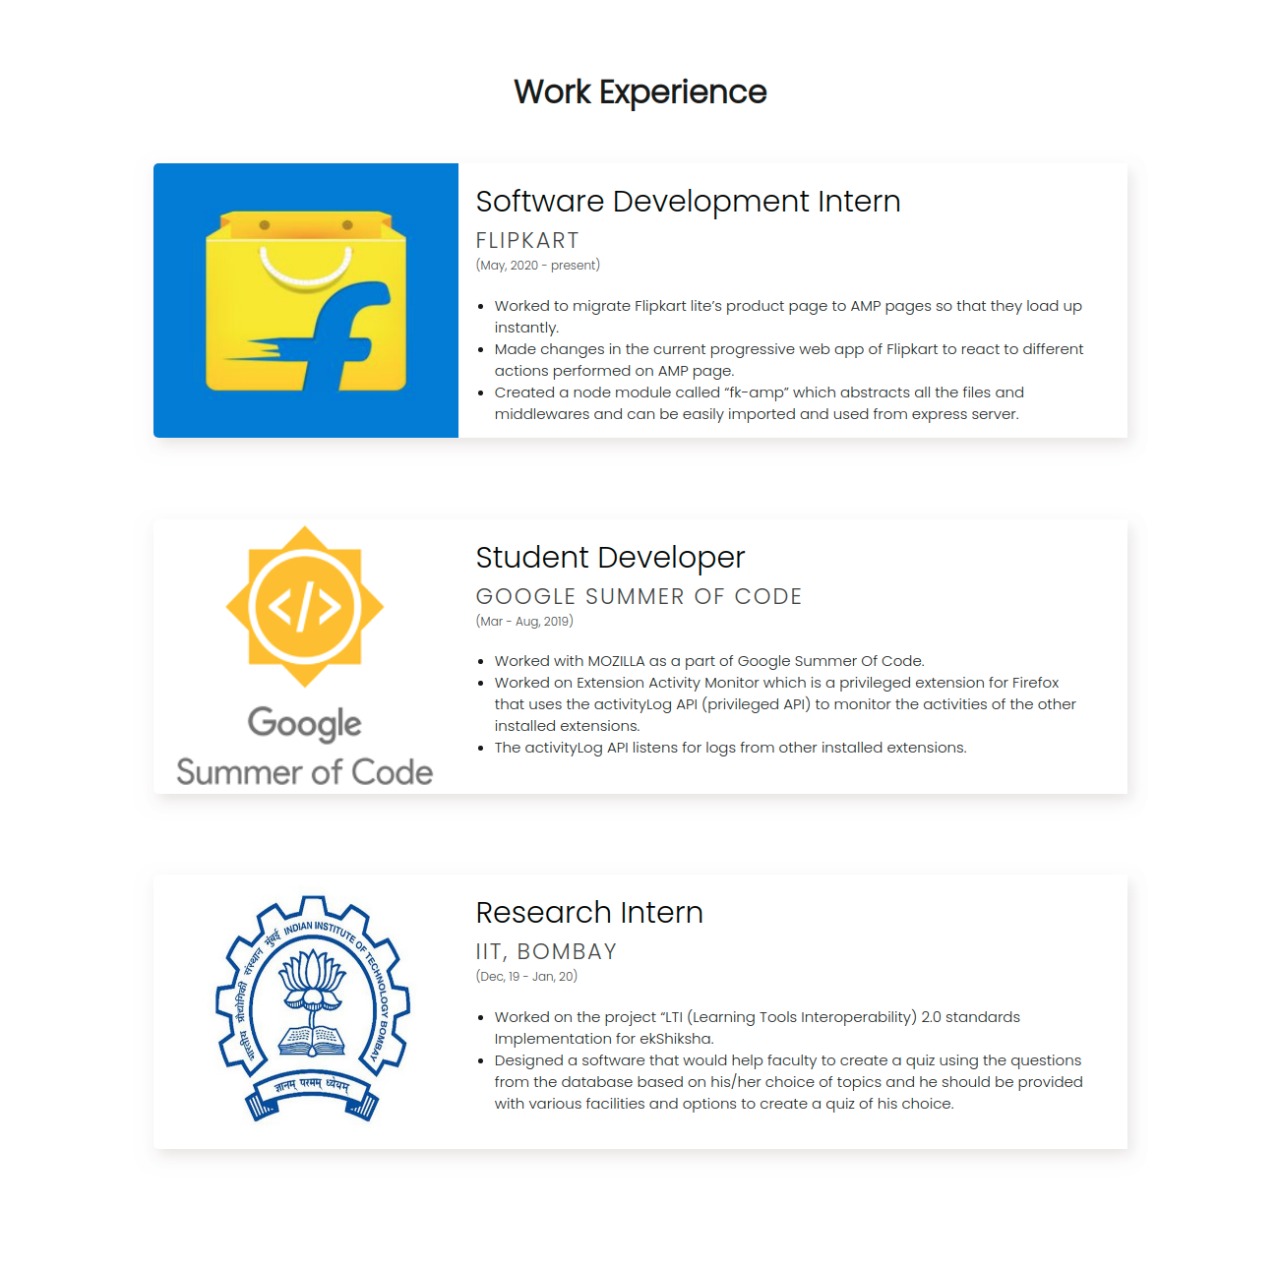 Work Experience
Software Development Intern
FLIPKART
(May, 2020 - present)
Worked to migrate Flipkart lite’s product page to AMP pages so that they load up
instantly.
Made changes in the current progressive web app of Flipkart to react to different
actions performed on AMP page.
Created a node module called “fk-amp” which abstracts all the files and
middlewares and can be easily imported and used from express server.
</>
Google
Summer of Code
Student Developer
GOOGLE SUMMER OF CODE
(Mar - Aug, 2019)
Worked with MOZILLA as a part of Google Summer Of Code.
Worked on Extension Activity Monitor which is a privileged extension for Firefox
that uses the activityLog API (privileged API) to monitor the activities of the other
installed extensions.
The activityLog API listens for logs from other installed extensions.
भारतीय प्रौद्योगिकी संस्थान मुंबई INDIAN INSTITUTE OF TECHNOLOGY BOMBAY
ज्ञानम् परमम् ध्येयम्
Research Intern
IIT, BOMBAY
(Dec, 19 - Jan, 20)
Worked on the project “LTI (Learning Tools Interoperability) 2.0 standards
Implementation for ekShiksha.
Designed a software that would help faculty to create a quiz using the questions
from the database based on his/her choice of topics and he should be provided
with various facilities and options to create a quiz of his choice.